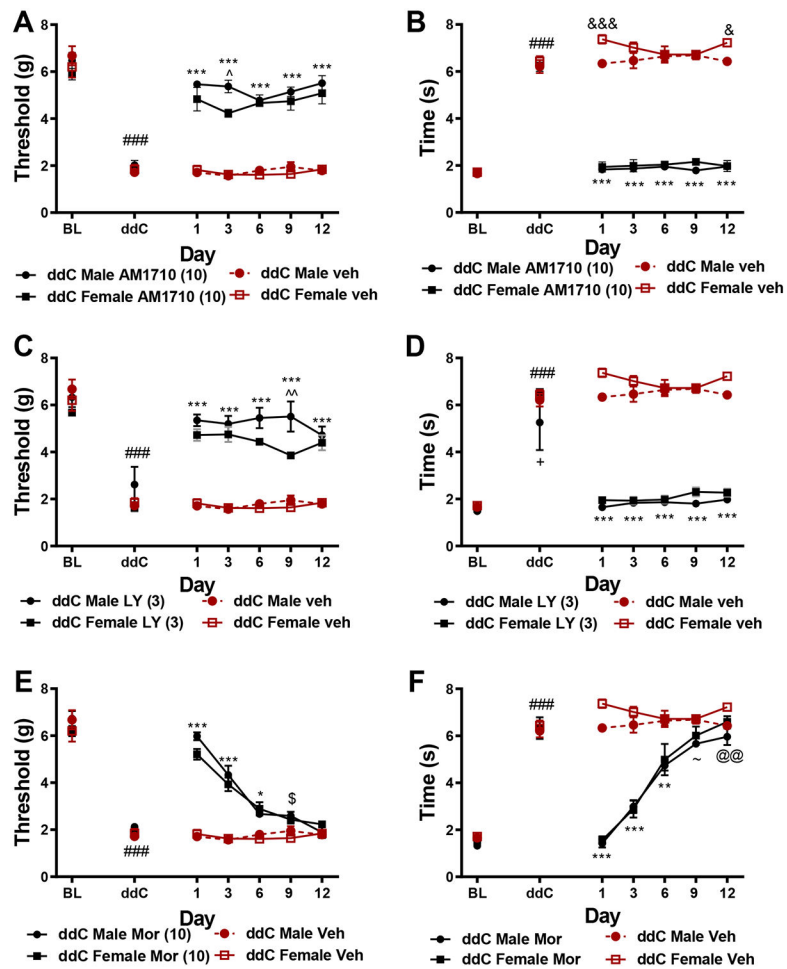 A
B
Threshold (g)
8
6
4
2
0
###
***
***
^
***
***
***
BL
ddC
1
3
6
9
12
Day
ddC Male AM1710 (10)
ddC Male veh
ddC Female AM1710 (10)
ddC Female veh
Time (s)
8
6
4
2
0
###
&&&
&
***
***
***
***
***
BL
ddC
1
3
6
9
12
Day
ddC Male AM1710 (10)
ddC Male veh
ddC Female AM1710 (10)
ddC Female veh
C
D
Threshold (g)
8
6
4
2
0
###
***
***
***
***
^^
***
BL
ddC
1
3
6
9
12
Day
ddC Male LY (3)
ddC Male veh
ddC Female LY (3)
ddC Female veh
Time (s)
8
6
4
2
0
###
+
***
***
***
***
***
BL
ddC
1
3
6
9
12
Day
ddC Male LY (3)
ddC Male veh
ddC Female LY (3)
ddC Female veh
E
F
Threshold (g)
8
6
4
2
0
###
***
***
*
$
BL
ddC
1
3
6
9
12
Day
ddC Male Mor (10)
ddC Male Veh
ddC Female Mor (10)
ddC Female Veh
Time (s)
8
6
4
2
0
###
***
***
**
~
@@
BL
ddC
1
3
6
9
12
Day
ddC Male Mor
ddC Male Veh
ddC Female Mor
ddC Female Veh